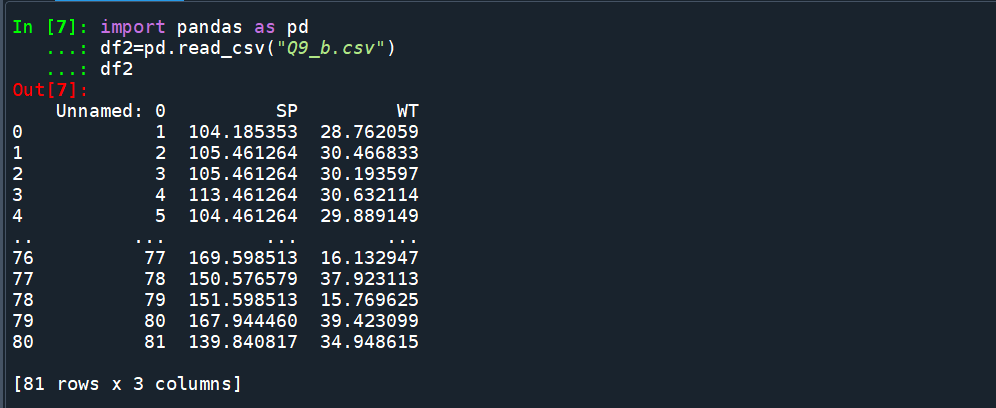 In [7]: import pandas as pd
   ...: df2=pd.read_csv("Q9_b.csv")
   ...: df2
Out[7]:
    Unnamed: 0          SP         WT
0            1  104.185353  28.762059
1            2  105.461264  30.466833
2            3  105.461264  30.193597
3            4  113.461264  30.632114
4            5  104.461264  29.889149
..         ...         ...        ...
76          77  169.598513  16.132947
77          78  150.576579  37.923113
78          79  151.598513  15.769625
79          80  167.944460  39.423099
80          81  139.840817  34.948615
[81 rows x 3 columns]